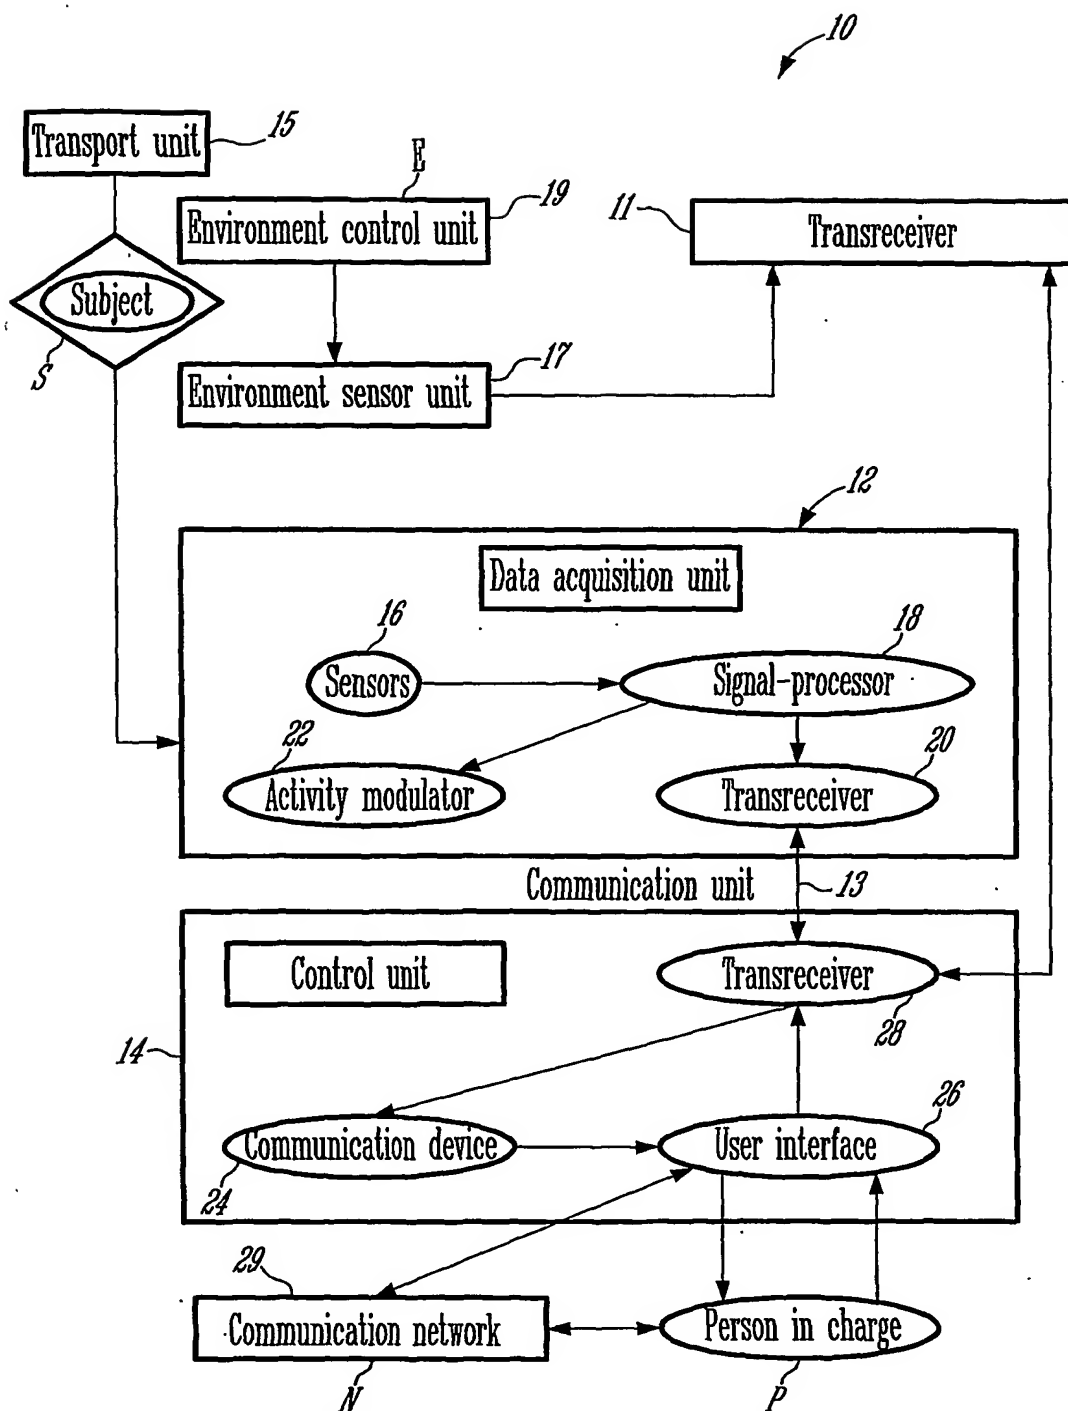 10
Transport unit
15
E
Environment control unit
19
11
Transreceiver
Subject
S
17
Environment sensor unit
12
Data acquisition unit
16
Sensors
18
Signal-processor
22
Activity modulator
20
Transreceiver
Communication unit
13
Control unit
Transreceiver
28
14
Communication device
24
User interface
26
29
Communication network
N
Person in charge
P